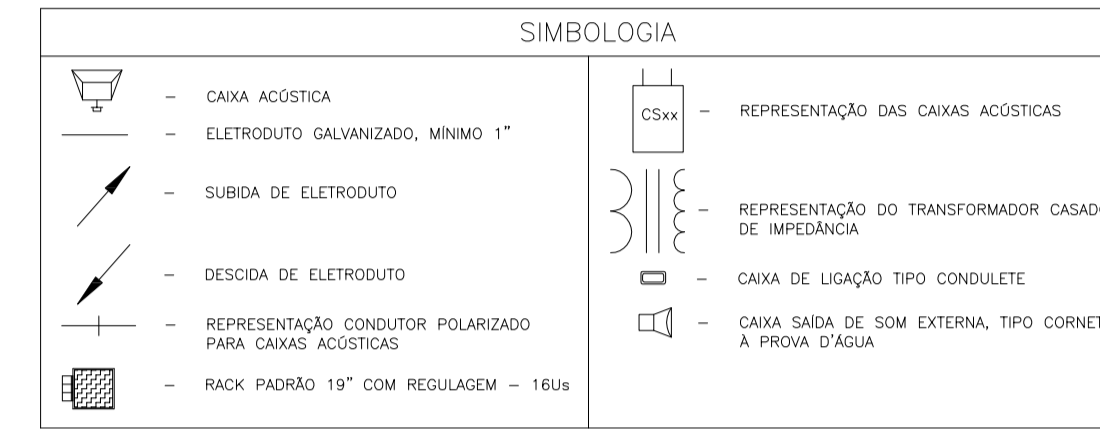 SIMBOLOGIA
– CAIXA ACÚSTICA
– ELETRODUTO GALVANIZADO, MÍNIMO 1”
– SUBIDA DE ELETRODUTO
– DESCIDA DE ELETRODUTO
– REPRESENTAÇÃO CONDUTOR POLARIZADO
PARA CAIXAS ACÚSTICAS
– RACK PADRÃO 19” COM REGULAGEM – 16Us
CSxx – REPRESENTAÇÃO DAS CAIXAS ACÚSTICAS
– REPRESENTAÇÃO DO TRANSFORMADOR
DE IMPEDÂNCIA
– CAIXA DE LIGAÇÃO TIPO CONDULETE
– CAIXA SAÍDA DE SOM EXTERNA, TIPO
À PROVA D'ÁGUA